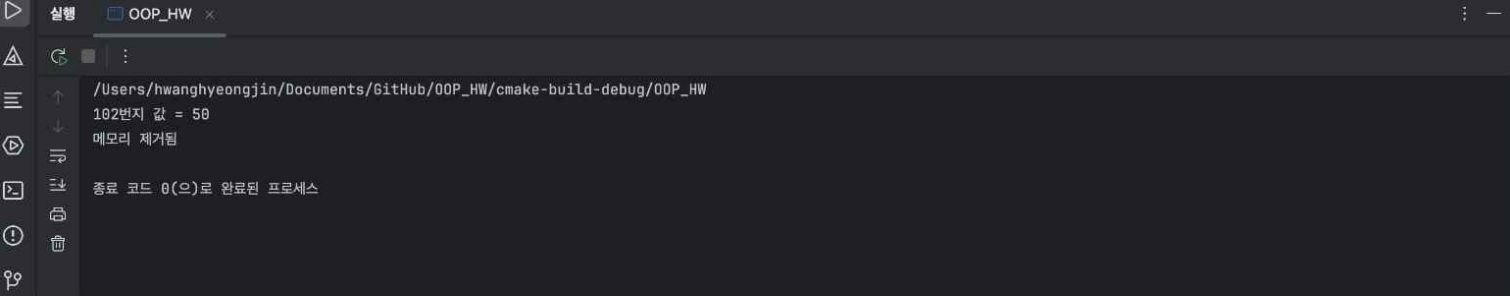 실행
OOP_HW
/Users/hwanghyeongjin/Documents/GitHub/OOP_HW/cmake-build-debug/OOP_HW
102번지 값 = 50
메모리 제거됨
종료 코드 0(으)로 완료된 프로세스